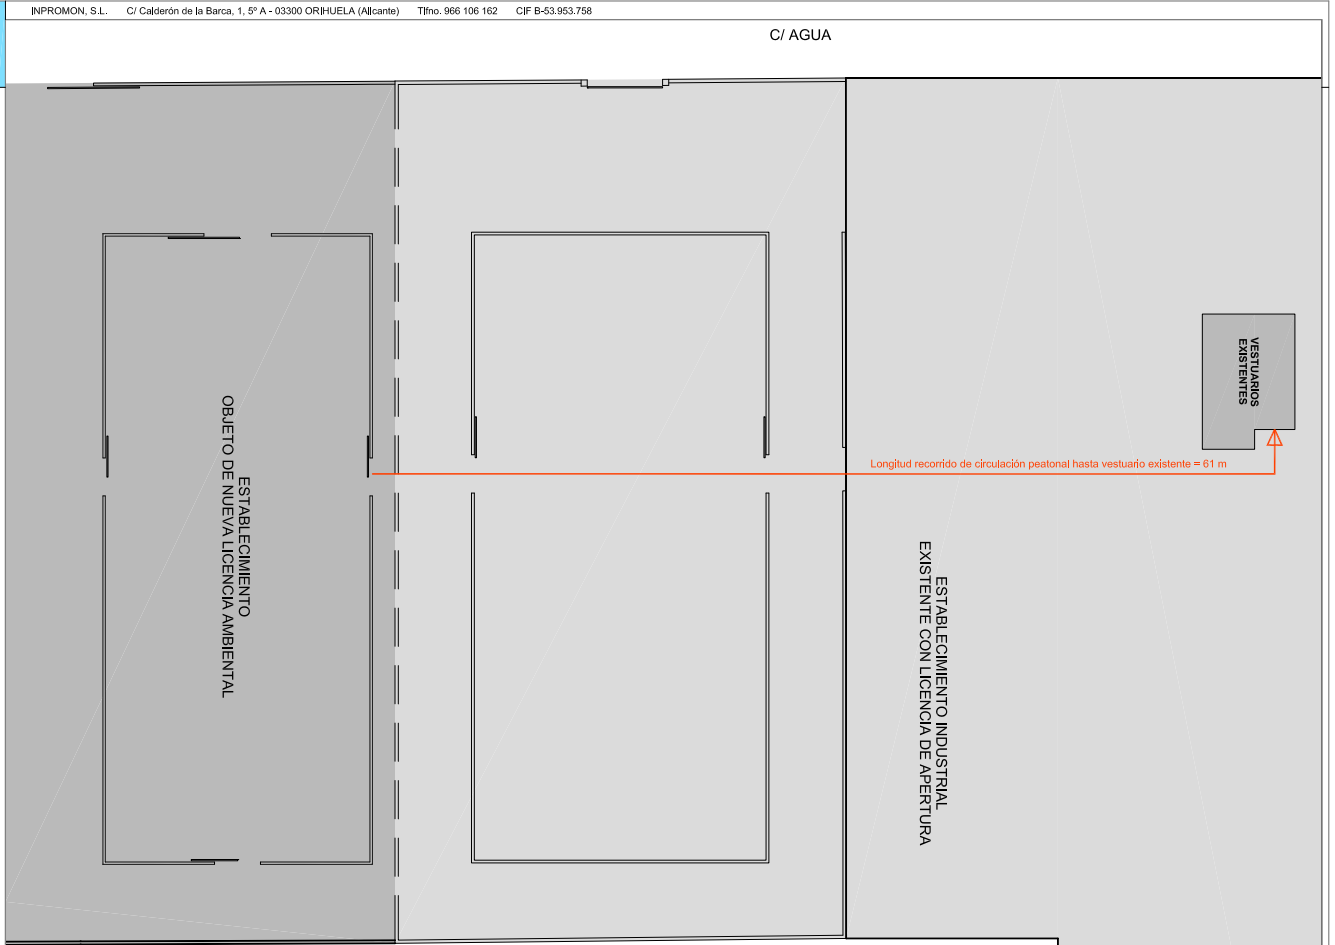 INPROMON, S.L. C/ Calderón de la Barca, 1, 5º A - 03300 ORIHUELA (Alicante) Tlfno. 966 106 162 CIF B-53.953.758
C/ AGUA
VESTUARIOS
EXISTENTES
Longitud recorrido de circulación peatonal hasta vestuario existente = 61 m
ESTABLECIMIENTO
OBJETO DE NUEVA LICENCIA AMBIENTAL
ESTABLECIMIENTO INDUSTRIAL
EXISTENTE CON LICENCIA DE APERTURA